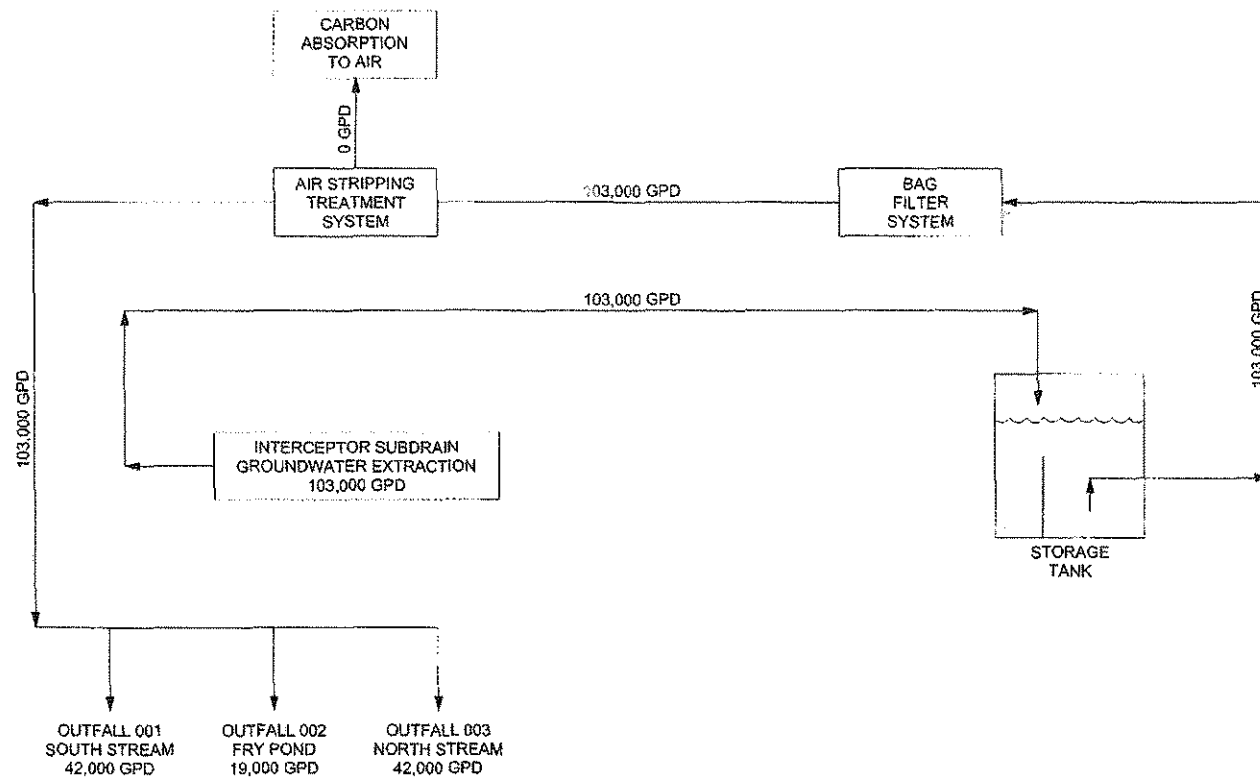 CARBON
ABSORPTION
TO AIR
0 GPD
AIR STRIPPING
TREATMENT
SYSTEM
103,000 GPD
BAG
FILTER
SYSTEM
103,000 GPD
103,000 GPD
103,000 GPD
INTERCEPTOR SUBDRAIN
GROUNDWATER EXTRACTION
103,000 GPD
STORAGE
TANK
OUTFALL 001
SOUTH STREAM
42,000 GPD
OUTFALL 002
FRY POND
19,000 GPD
OUTFALL 003
NORTH STREAM
42,000 GPD